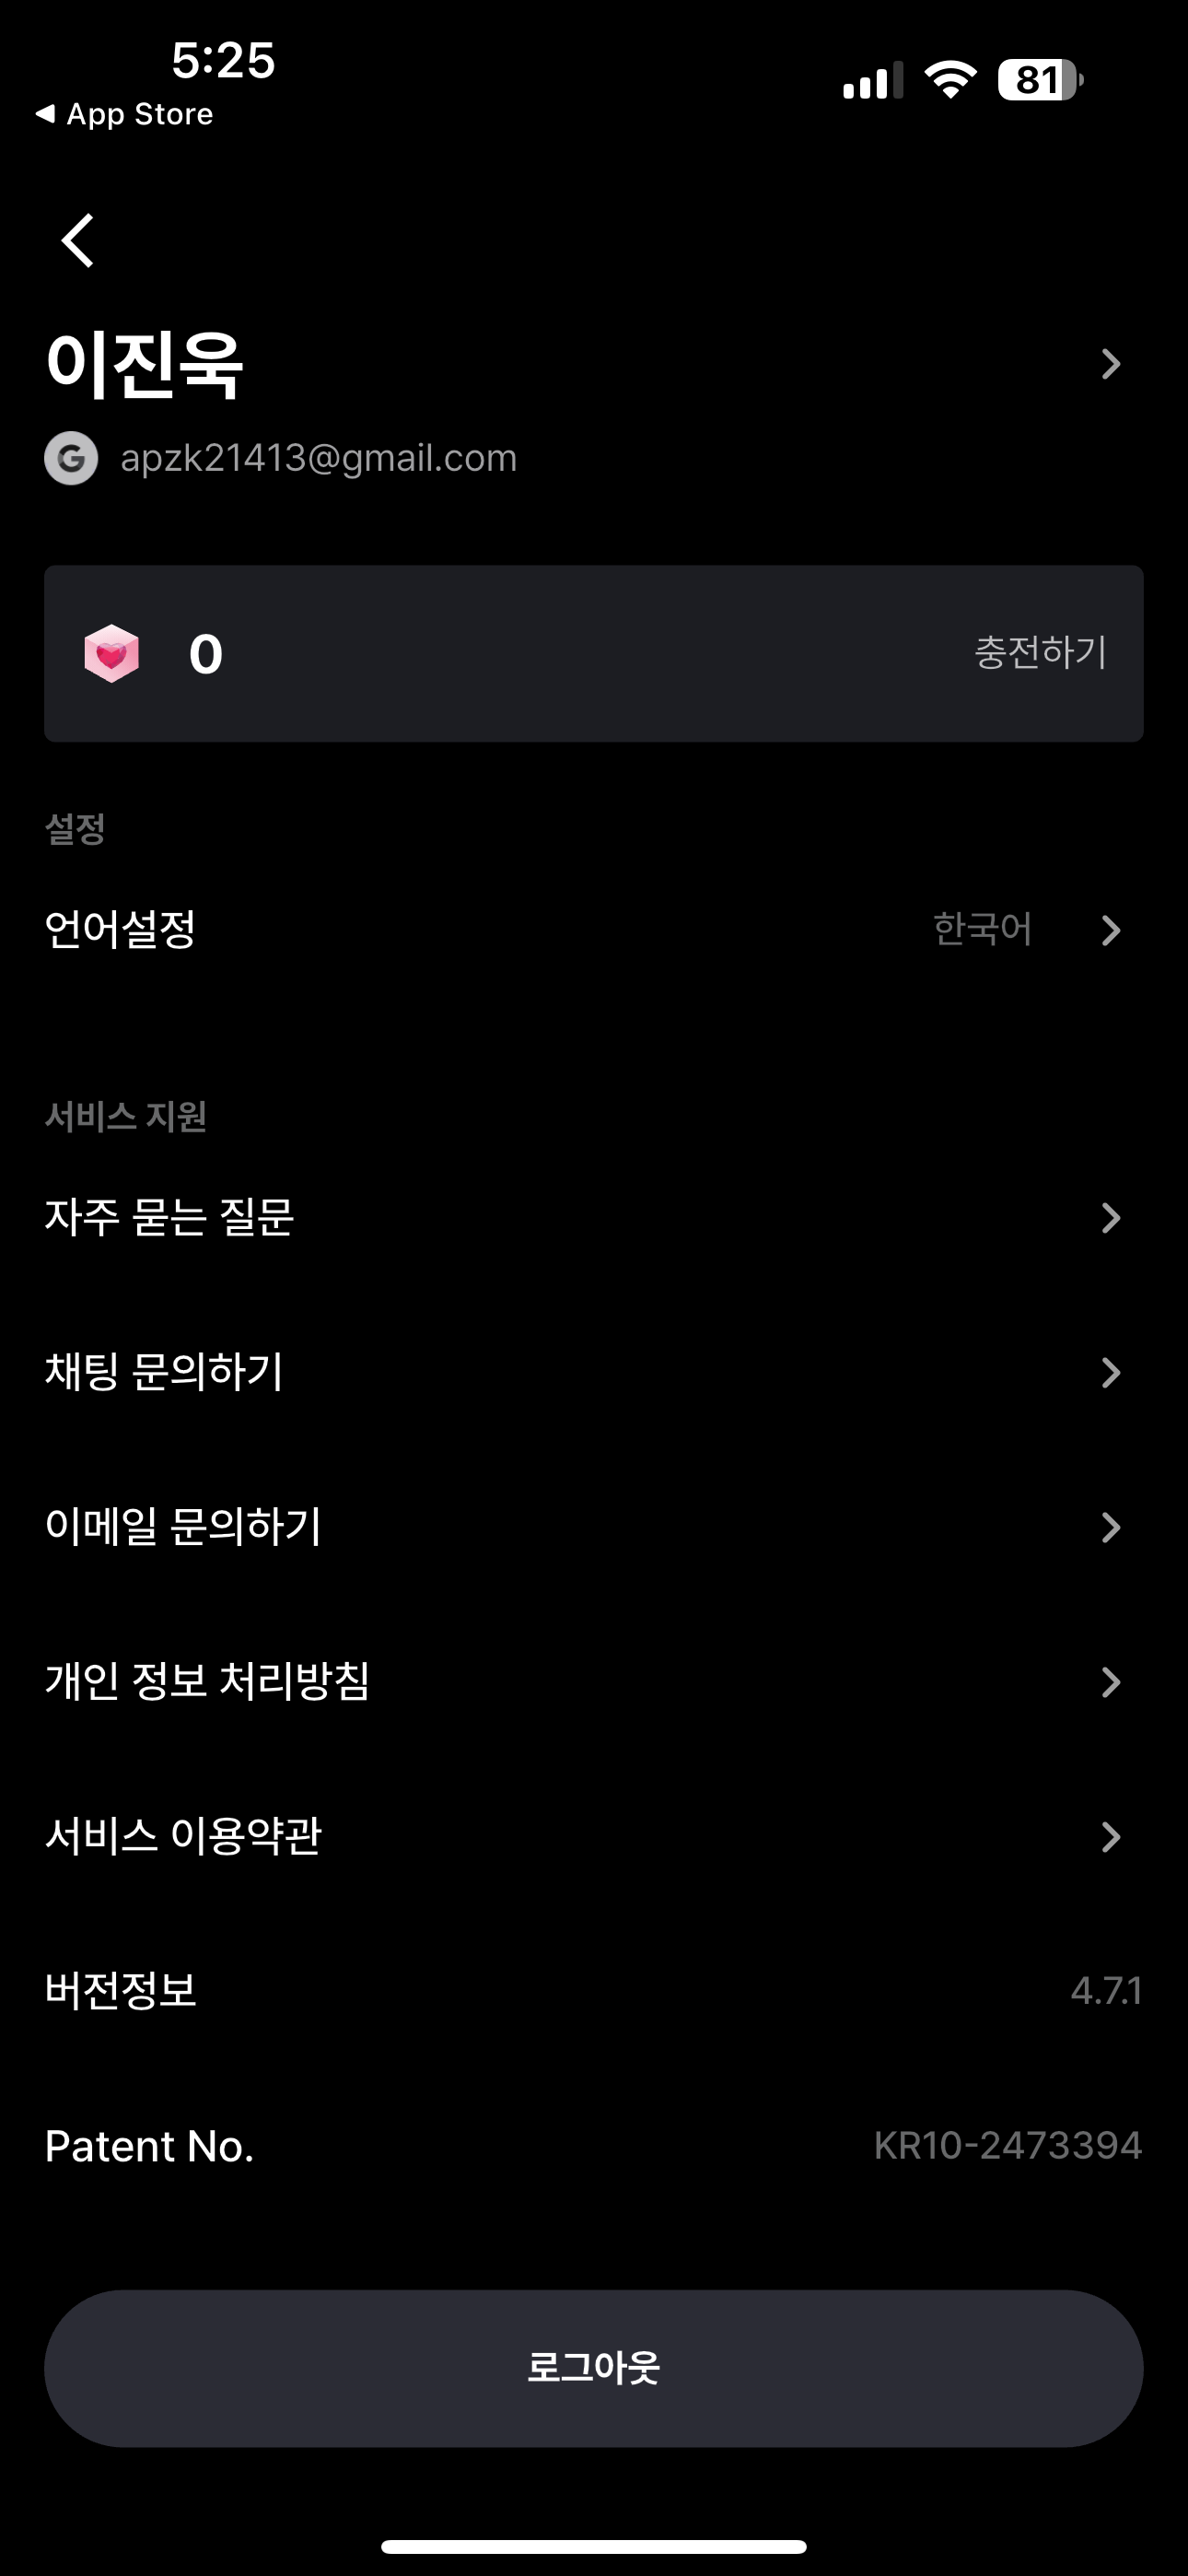 5:25
81
App Store
이진욱
G apzk21413@gmail.com
0 충전하기
설정
언어설정 한국어
서비스 지원
자주 묻는 질문
채팅 문의하기
이메일 문의하기
개인 정보 처리방침
서비스 이용약관
버전정보 4.7.1
Patent No. KR10-2473394
로그아웃